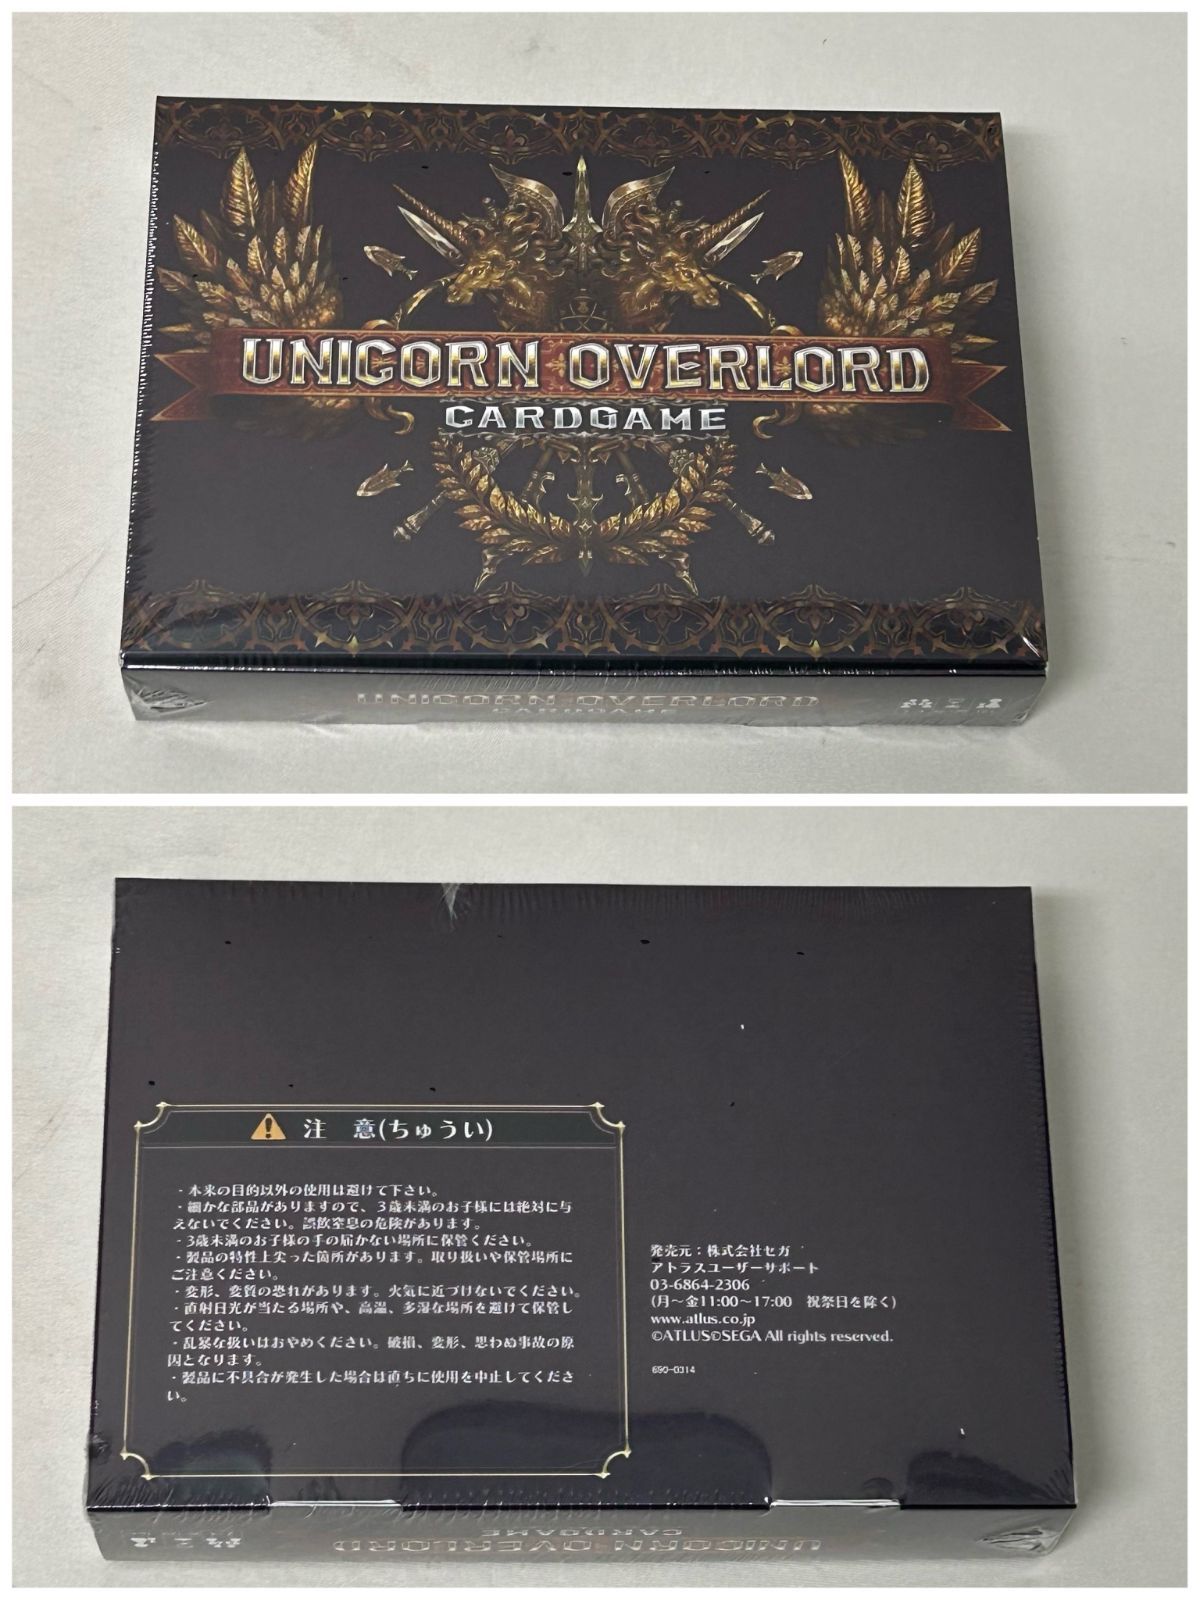 UNICORN OVERLORD
CARDGAME
UNICORN OVERLORD
CARDGAME
注 意(ちゅうい)
・本来の目的以外の使用は避けて下さい。
・細かな部品がありますので、3歳未満のお子様には絶対に与
えないでください。誤飲窒息の危険があります。
・3歳未満のお子様の手の届かない場所に保管ください。
・製品の特性上尖った箇所があります。取り扱いや保管場所に
ご注意ください。
・変形、変質の恐れがあります。火気に近づけないでください。
・直射日光が当たる場所や、高温、多湿な場所を避けて保管し
てください。
・乱暴な扱いはおやめください。破損、変形、思わぬ事故の原
因となります。
・製品に不具合が発生した場合は直ちに使用を中止してくださ
い。
発売元:株式会社セガ
アトラスユーザーサポート
03-6864-2306
(月～金11:00～17:00 祝祭日を除く)
www.atlus.co.jp
©ATLUS©SEGA All rights reserved.
690-0314
UNICORN OVERLORD
CARDGAME